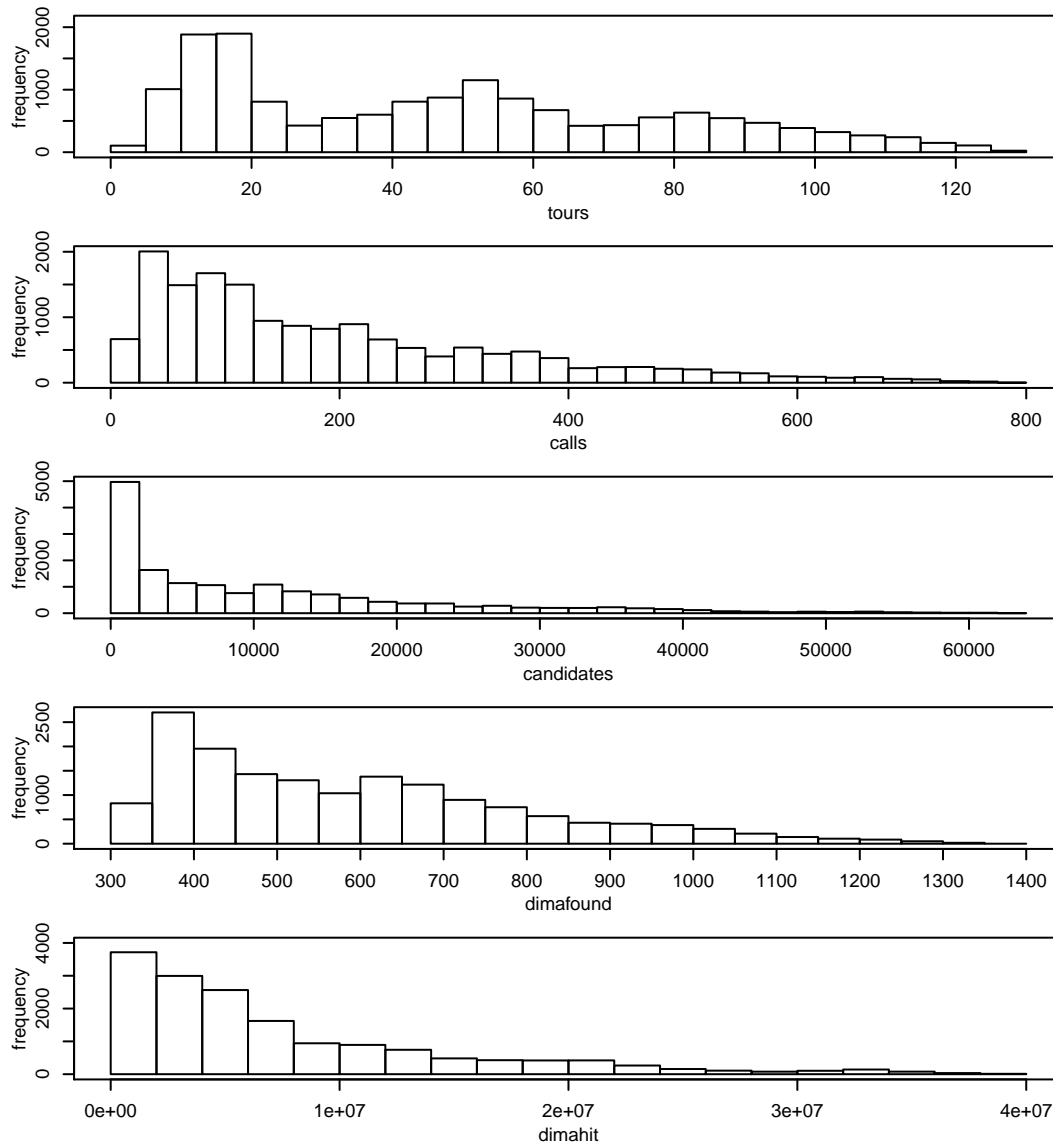 frequency
0 1000 2000
0 20 40 60 80 100 120
tours
frequency
0 1000 2000
0 200 400 600 800
calls
frequency
0 2000 5000
0 10000 20000 30000 40000 50000 60000
candidates
frequency
0 1000 2500
300 400 500 600 700 800 900 1000 1100 1200 1300 1400
dimafound
frequency
0 2000 4000
0e+00 1e+07 2e+07 3e+07 4e+07
dimahit